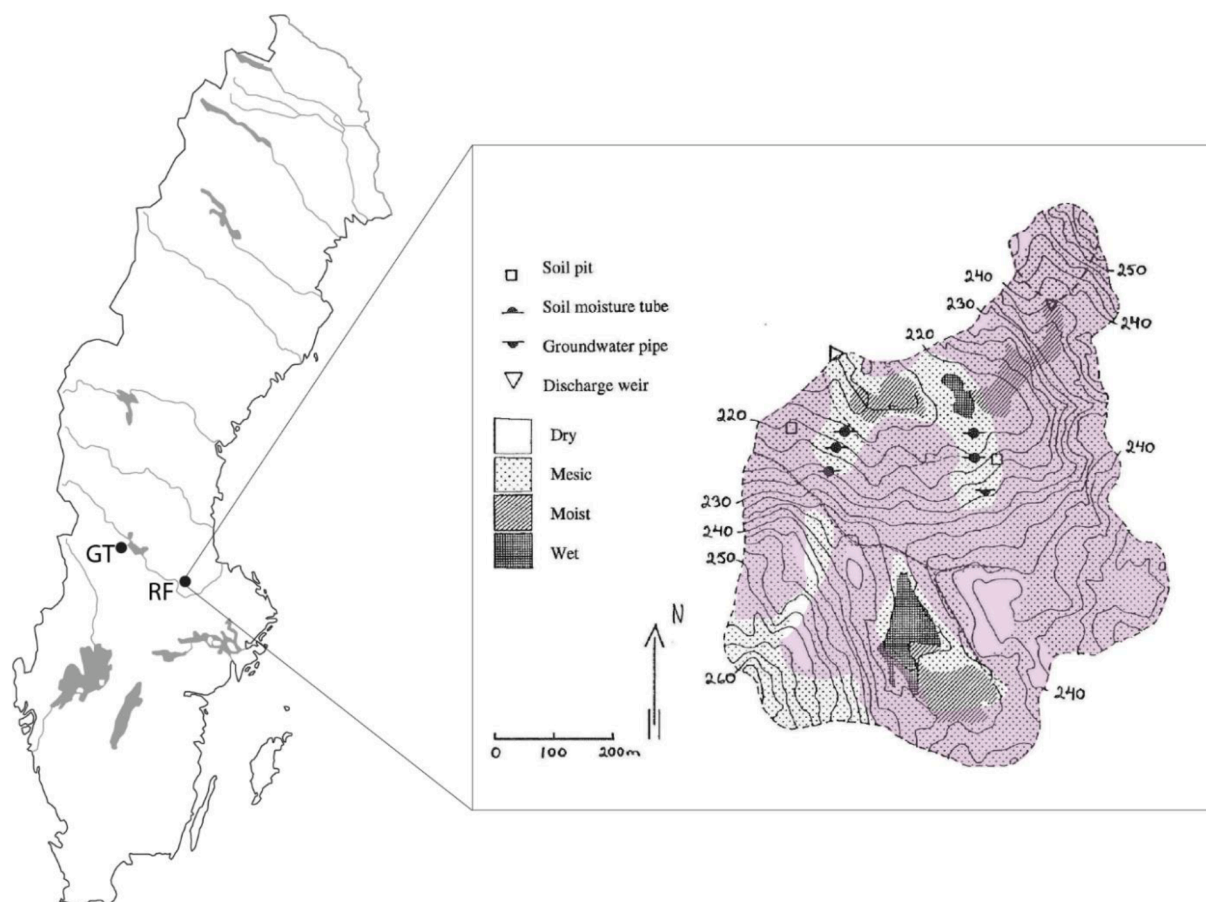 GT
RF
Soil pit
Soil moisture tube
Groundwater pipe
Discharge weir
Dry
Mesic
Moist
Wet
N
0 100 200m
240
250
230
240
220
220
240
230
240
250
260
240